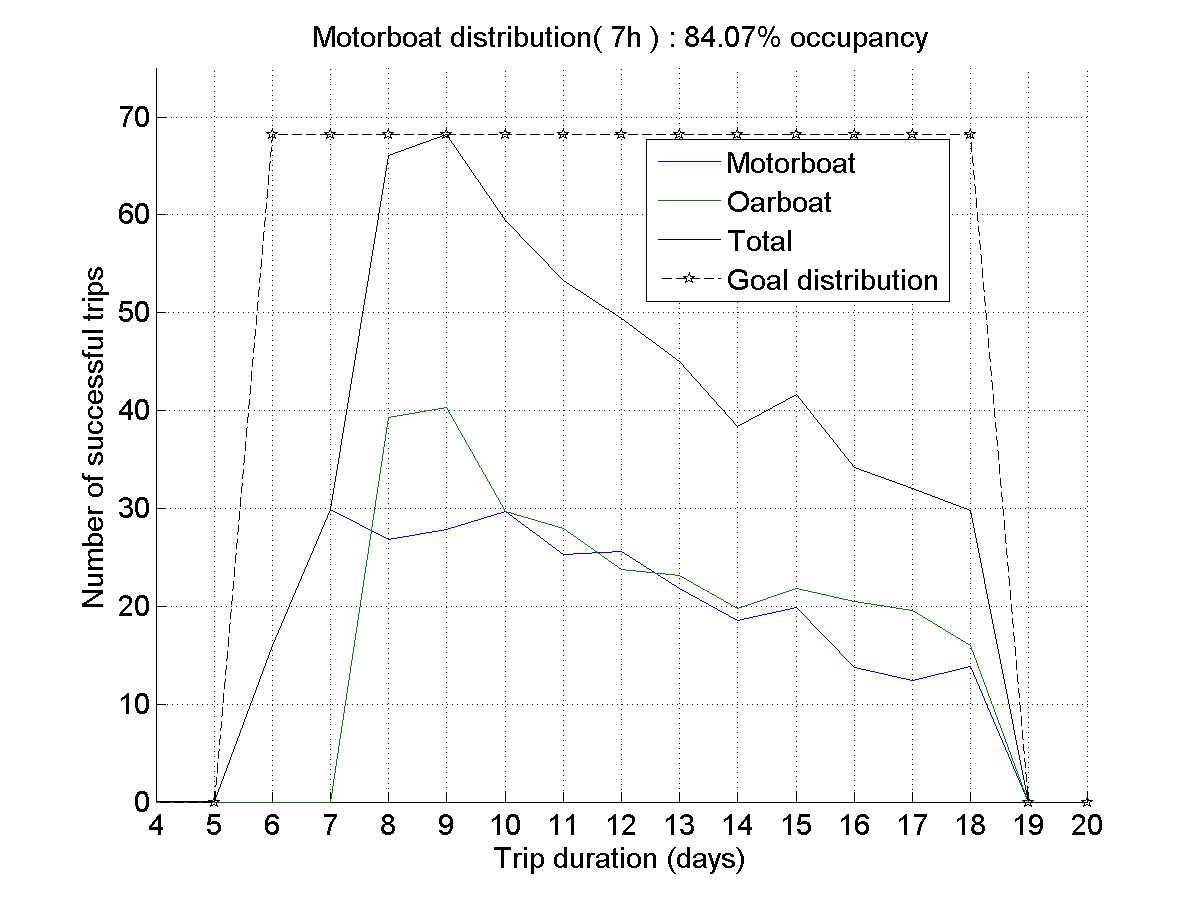 Motorboat distribution( 7h ) : 84.07% occupancy
70
60
50
40
30
20
10
0
Number of successful trips
Motorboat
Oarboat
Total
Goal distribution
4 5 6 7 8 9 10 11 12 13 14 15 16 17 18 19 20
Trip duration (days)